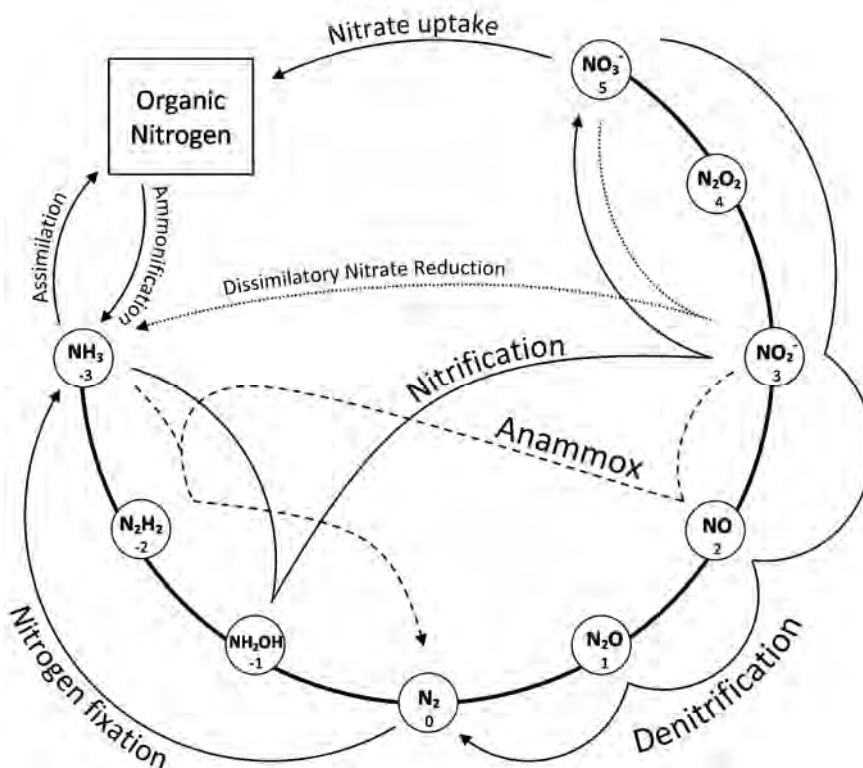 Nitrate uptake
NO₃⁻
5
Organic
Nitrogen
N₂O₂
4
Assimilation
Ammonification
Dissimilatory Nitrate Reduction
NH₃
-3
Nitrification
NO₂⁻
3
Anammox
N₂H₂
-2
NO
2
NH₂OH
-1
N₂O
1
N₂
0
Nitrogen fixation
Denitrification